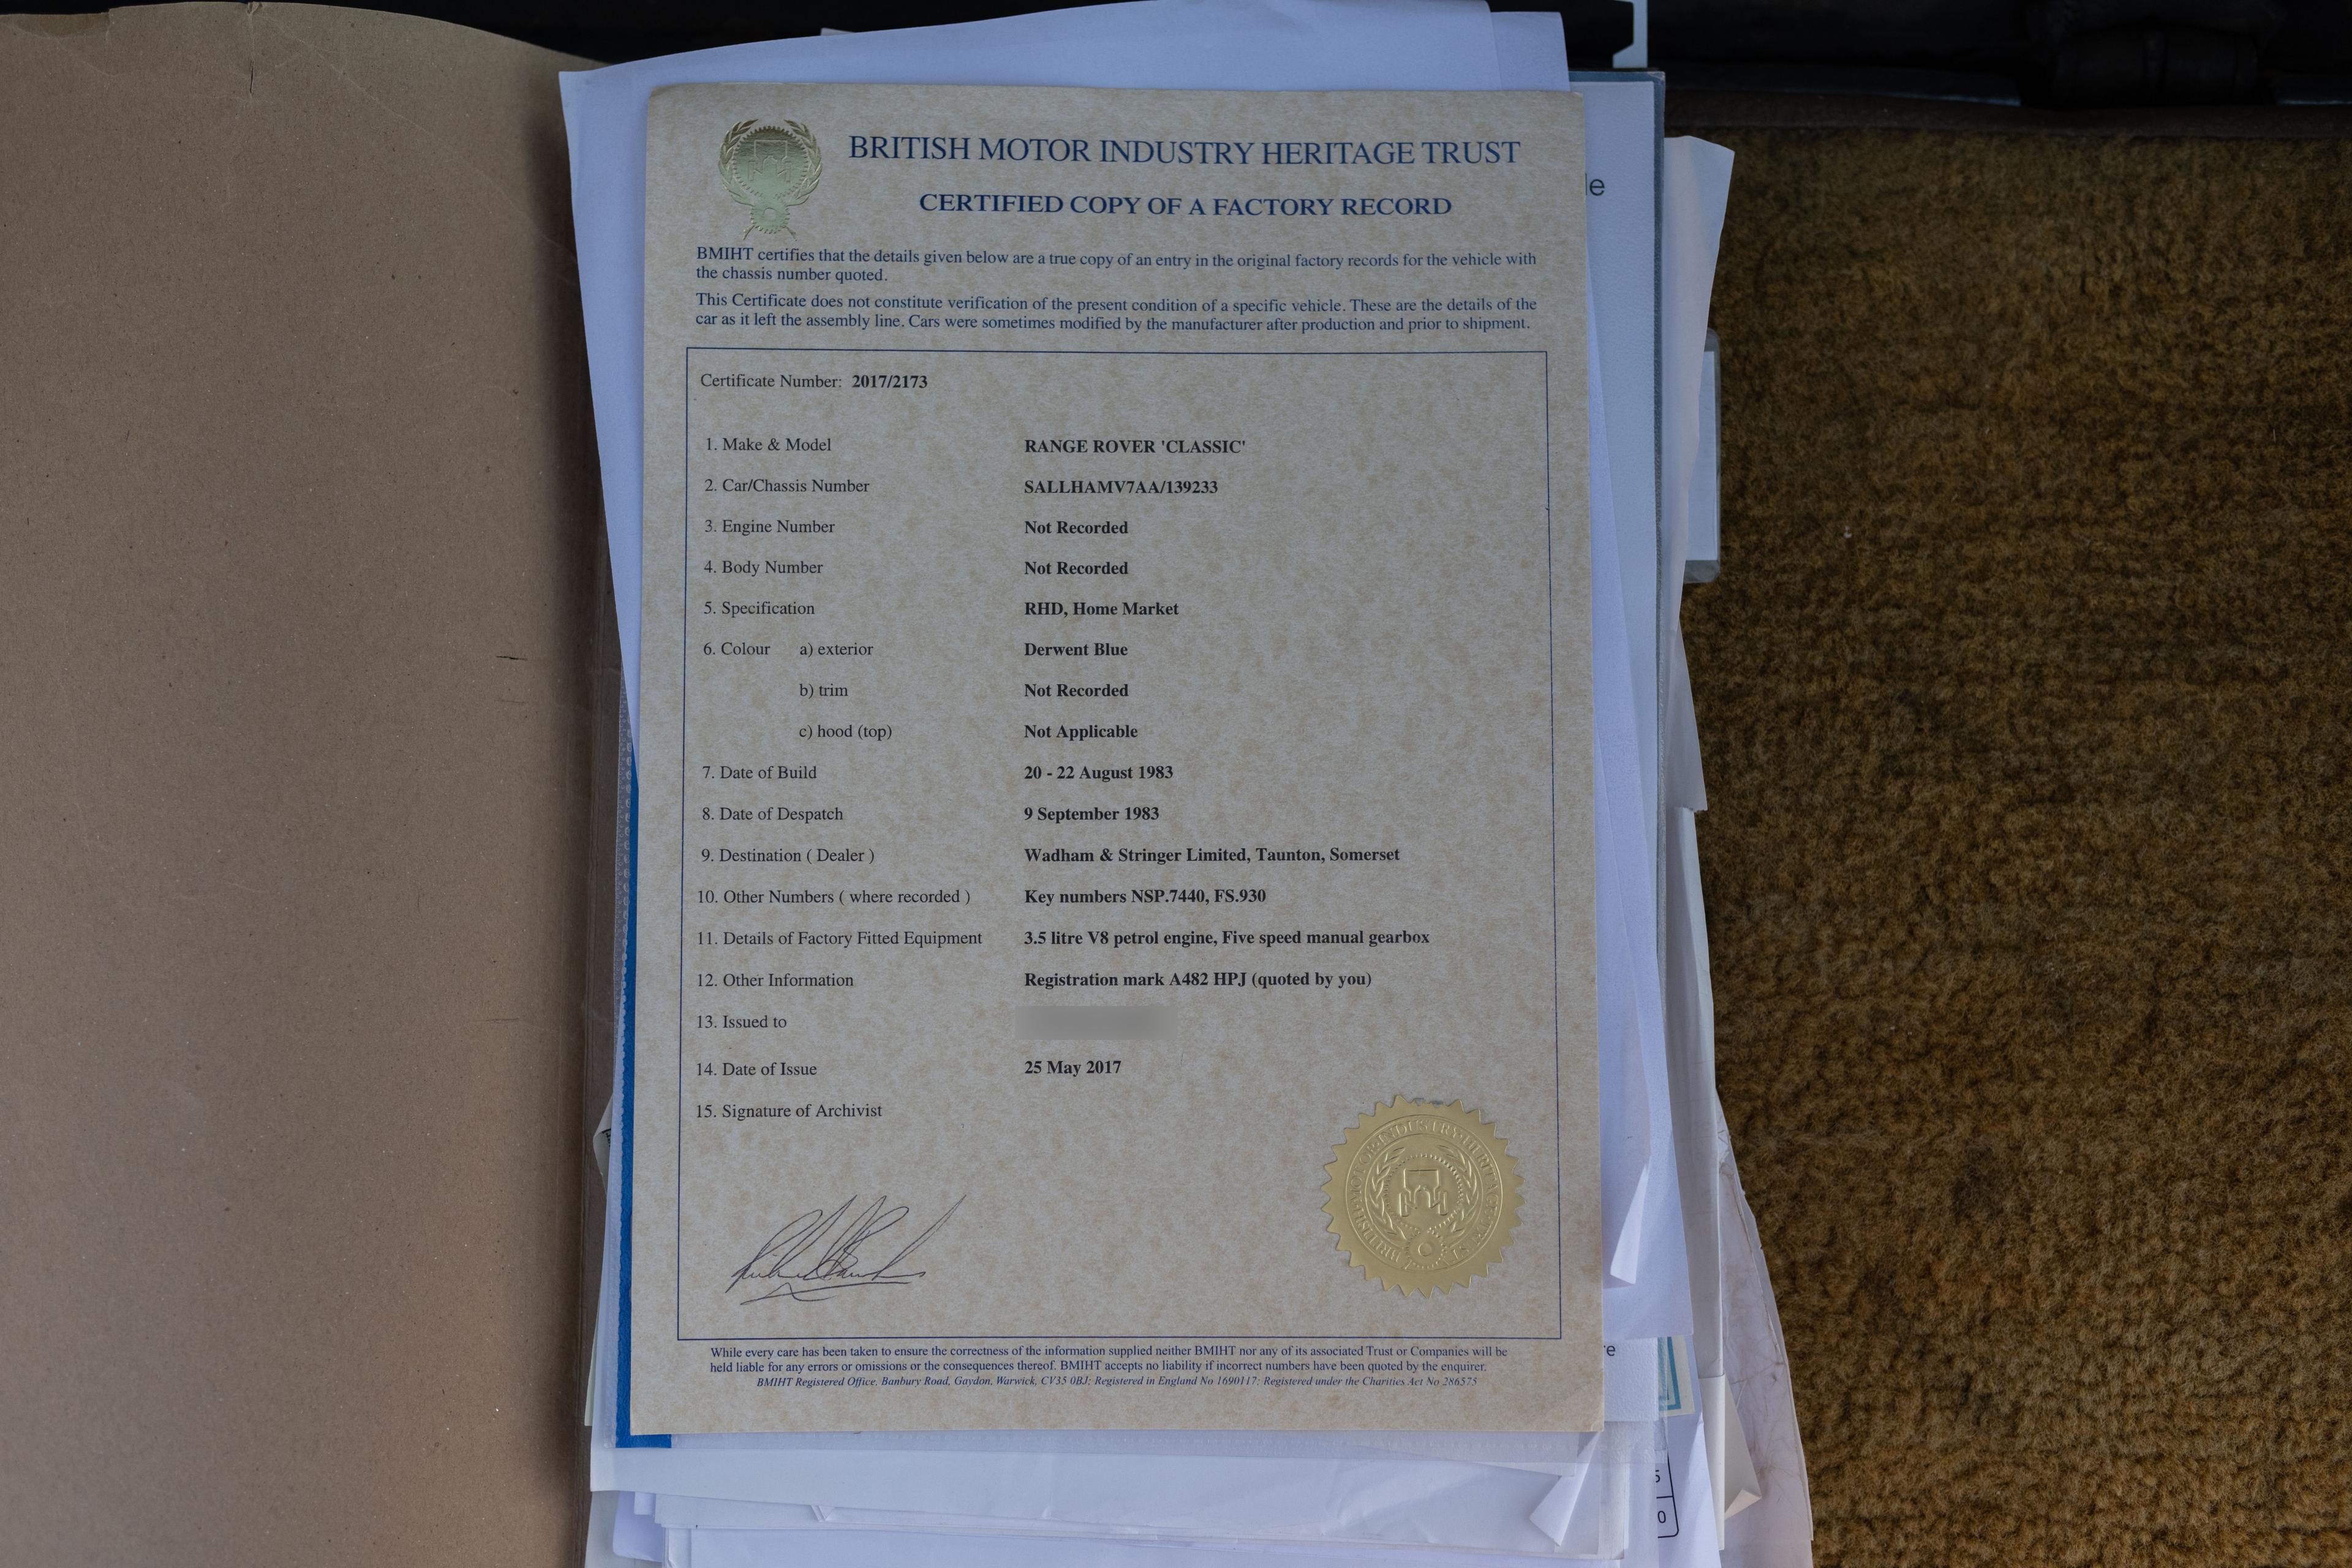 BRITISH MOTOR INDUSTRY HERITAGE TRUST
CERTIFIED COPY OF A FACTORY RECORD
BMIHT certifies that the details given below are a true copy of an entry in the original factory records for the vehicle with
the chassis number quoted.
This Certificate does not constitute verification of the present condition of a specific vehicle. These are the details of the
car as it left the assembly line. Cars were sometimes modified by the manufacturer after production and prior to shipment.
Certificate Number: 2017/2173
1. Make & Model RANGE ROVER 'CLASSIC'
2. Car/Chassis Number SALLHAMV7AA/139233
3. Engine Number Not Recorded
4. Body Number Not Recorded
5. Specification RHD, Home Market
6. Colour a) exterior Derwent Blue
b) trim Not Recorded
c) hood (top) Not Applicable
7. Date of Build 20 - 22 August 1983
8. Date of Despatch 9 September 1983
9. Destination ( Dealer ) Wadham & Stringer Limited, Taunton, Somerset
10. Other Numbers ( where recorded ) Key numbers NSP.7440, FS.930
11. Details of Factory Fitted Equipment 3.5 litre V8 petrol engine, Five speed manual gearbox
12. Other Information Registration mark A482 HPJ (quoted by you)
13. Issued to
14. Date of Issue 25 May 2017
15. Signature of Archivist
BRITISH MOTOR INDUSTRY HERITAGE TRUST
While every care has been taken to ensure the correctness of the information supplied neither BMIHT nor any of its associated Trust or Companies will be
held liable for any errors or omissions or the consequences thereof. BMIHT accepts no liability if incorrect numbers have been quoted by the enquirer.
BMIHT Registered Office. Banbury Road, Gaydon, Warwick, CV35 0BJ; Registered in England No 1690117; Registered under the Charities Act No 286575
le
re
5
0